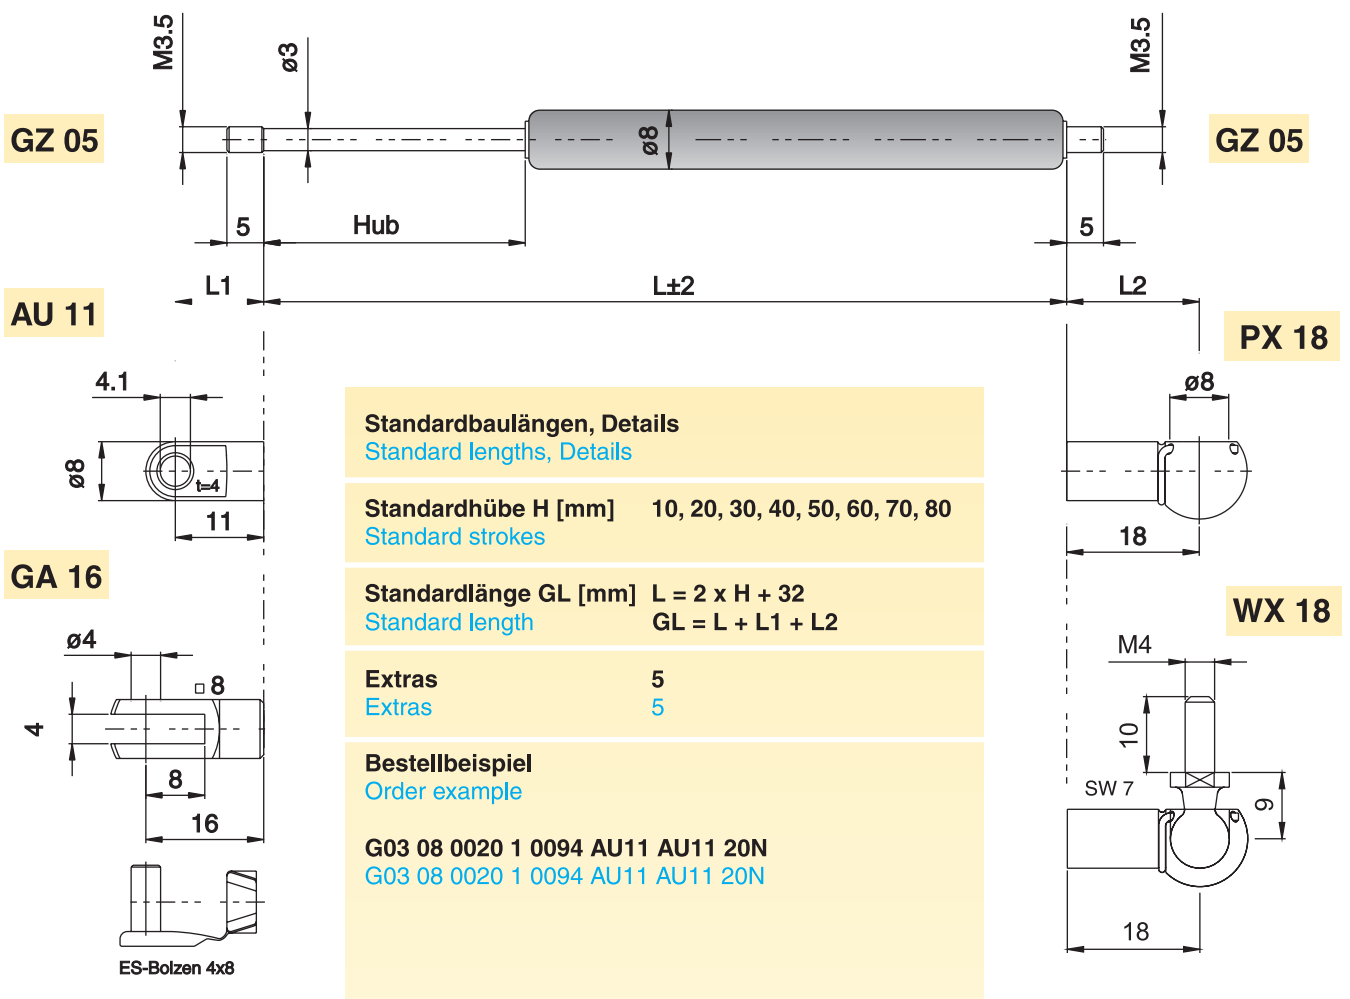 M3.5
ø3
M3.5
GZ 05
ø8
GZ 05
5
Hub
5
L1
L±2
L2
AU 11
PX 18
4.1
ø8
ø8
t=4
11
18
Standardbaulängen, Details
Standard lengths, Details
Standardhübe H [mm] 10, 20, 30, 40, 50, 60, 70, 80
Standard strokes
Standardlänge GL [mm] L = 2 x H + 32
Standard length GL = L + L1 + L2
Extras 5
Extras 5
Bestellbeispiel
Order example
G03 08 0020 1 0094 AU11 AU11 20N
G03 08 0020 1 0094 AU11 AU11 20N
GA 16
ø4
□ 8
4
8
16
ES-Bolzen 4x8
WX 18
M4
10
SW 7
9
18